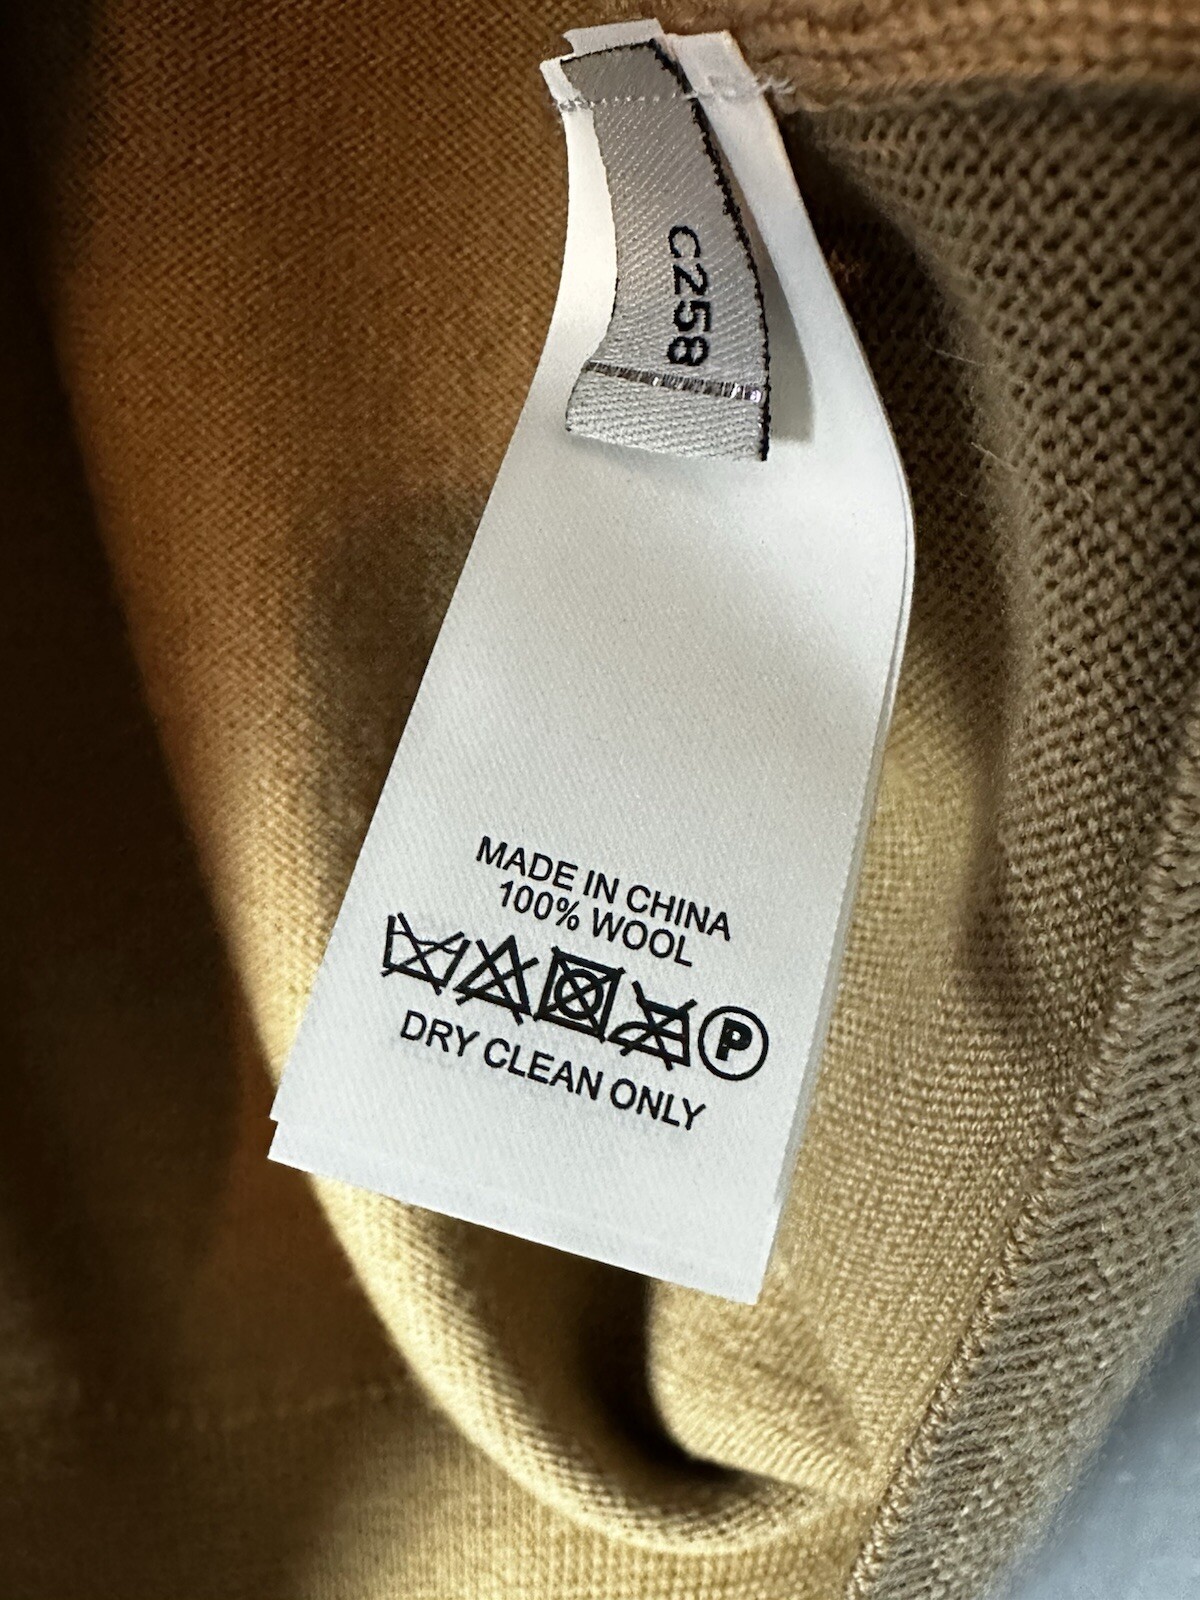 C258
MADE IN CHINA
100% WOOL
P
DRY CLEAN ONLY